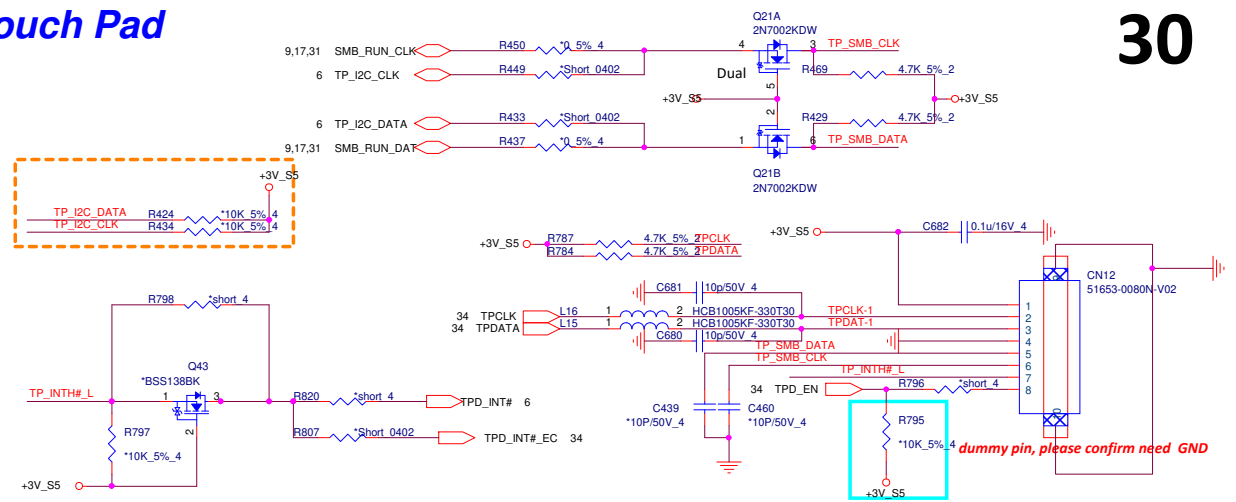 ouch Pad
30
Q21A
2N7002KDW
9,17,31 SMB_RUN_CLK R450 *0_5%_4 4 3 TP_SMB_CLK
6 TP_I2C_CLK R449 *Short_0402 Dual R469 4.7K_5%_2
5
+3V_S5 +3V_S5
2
6 TP_I2C_DATA R433 *Short_0402 R429 4.7K_5%_2
9,17,31 SMB_RUN_DAT R437 *0_5%_4 1 6 TP_SMB_DATA
Q21B
2N7002KDW
+3V_S5
TP_I2C_DATA R424 *10K_5%_4
TP_I2C_CLK R434 *10K_5%_4
+3V_S5 R787 4.7K_5%_2 TPCLK
R784 4.7K_5%_2 TPDATA
+3V_S5 C682 0.1u/16V_4
CN12
51653-0080N-V02
9
R798 *short_4
C681 10p/50V_4
34 TPCLK L16 1 2 HCB1005KF-330T30 TPCLK-1
34 TPDATA L15 1 2 HCB1005KF-330T30 TPDAT-1
C680 10p/50V_4
TP_SMB_DATA
TP_SMB_CLK
TP_INTH#_L
1
2
3
4
5
6
7
8
10
34 TPD_EN R796 *short_4
Q43
*BSS138BK
TP_INTH#_L 1 3
2
R820 *short_4 TPD_INT# 6
R807 *Short_0402 TPD_INT#_EC 34
R797
*10K_5%_4
+3V_S5
C439 C460
*10P/50V_4 *10P/50V_4
R795
*10K_5%_4
dummy pin, please confirm need GND
+3V_S5